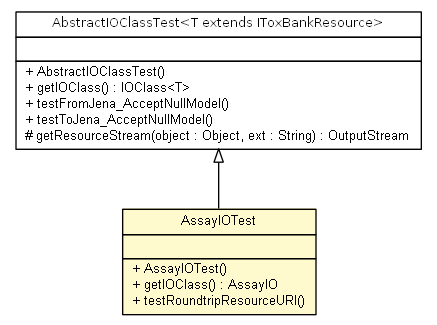 AbstractIOClassTest<T extends IToxBankResource>
+ AbstractIOClassTest()
+ getIOClass() : IOClass<T>
+ testFromJena_AcceptNullModel()
+ testToJena_AcceptNullModel()
# getResourceStream(object : Object, ext : String) : OutputStream
AssayIOTest
+ AssayIOTest()
+ getIOClass() : AssayIO
+ testRoundtripResourceURI()